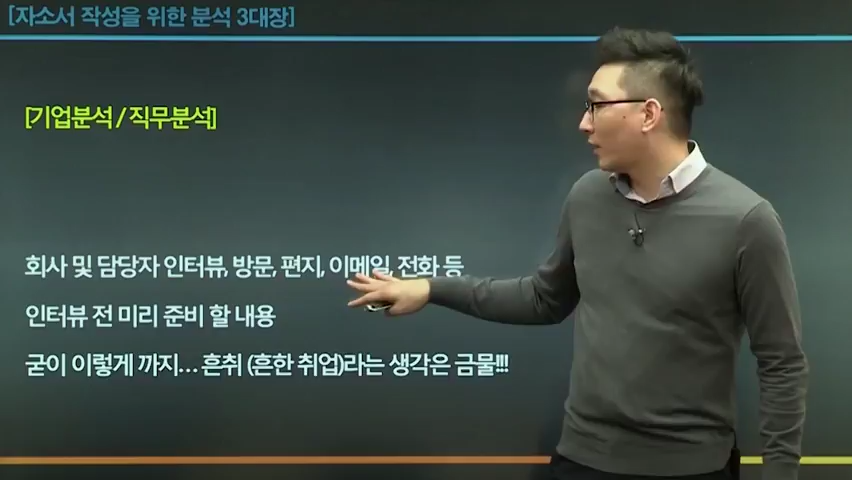 [자소서 작성을 위한 분석 3대장]
[기업분석 / 직무분석]
회사 및 담당자 인터뷰, 방문, 편지, 이메일, 전화 등
인터뷰 전 미리 준비 할 내용
굳이 이렇게 까지... 흔취 (흔한 취업)라는 생각은 금물!!!